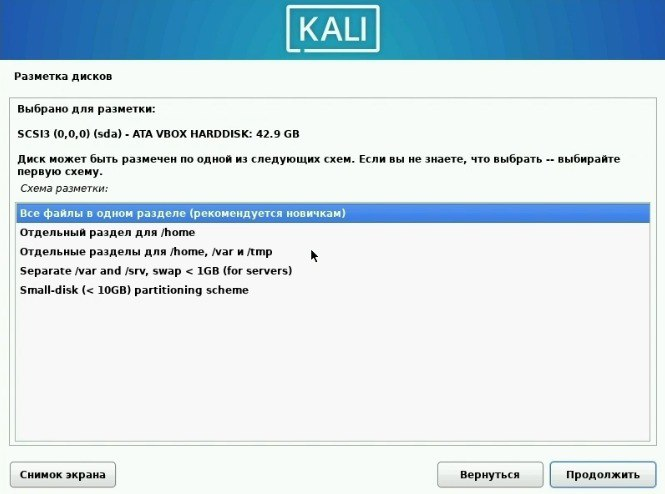 KALI
Разметка дисков
Выбрано для разметки:
SCSI3 (0,0,0) (sda) - ATA VBOX HARDDISK: 42.9 GB
Диск может быть размечен по одной из следующих схем. Если вы не знаете, что выбрать -- выбирайте
первую схему.
Схема разметки:
Все файлы в одном разделе (рекомендуется новичкам)
Отдельный раздел для /home
Отдельные разделы для /home, /var и /tmp
Separate /var and /srv, swap < 1GB (for servers)
Small-disk (< 10GB) partitioning scheme
Снимок экрана
Вернуться
Продолжить